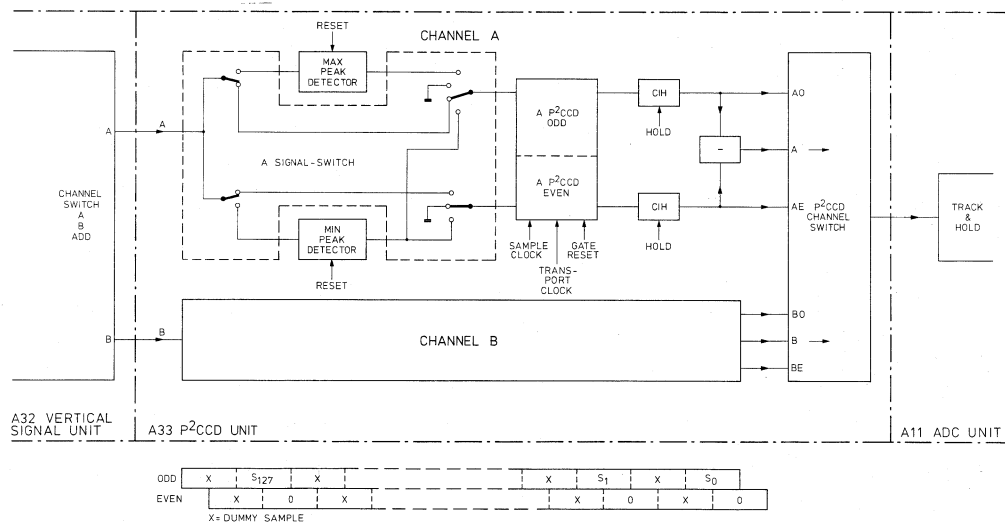 RESET
CHANNEL A
MAX
PEAK
DETECTOR
A
A
A SIGNAL-SWITCH
A P²CCD
ODD
A P²CCD
EVEN
CIH
HOLD
AO
-
A
CHANNEL
SWITCH
A
B
ADD
MIN
PEAK
DETECTOR
RESET
SAMPLE
CLOCK
TRANS-
PORT
CLOCK
GATE
RESET
CIH
HOLD
AE
P²CCD
CHANNEL
SWITCH
TRACK
&
HOLD
B
B
CHANNEL B
BO
B
BE
A32 VERTICAL
SIGNAL UNIT
A33 P²CCD UNIT
A11 ADC UNIT
ODD X S₁₂₇ X X S₁ X S₀
EVEN X 0 X X 0 X 0
X= DUMMY SAMPLE